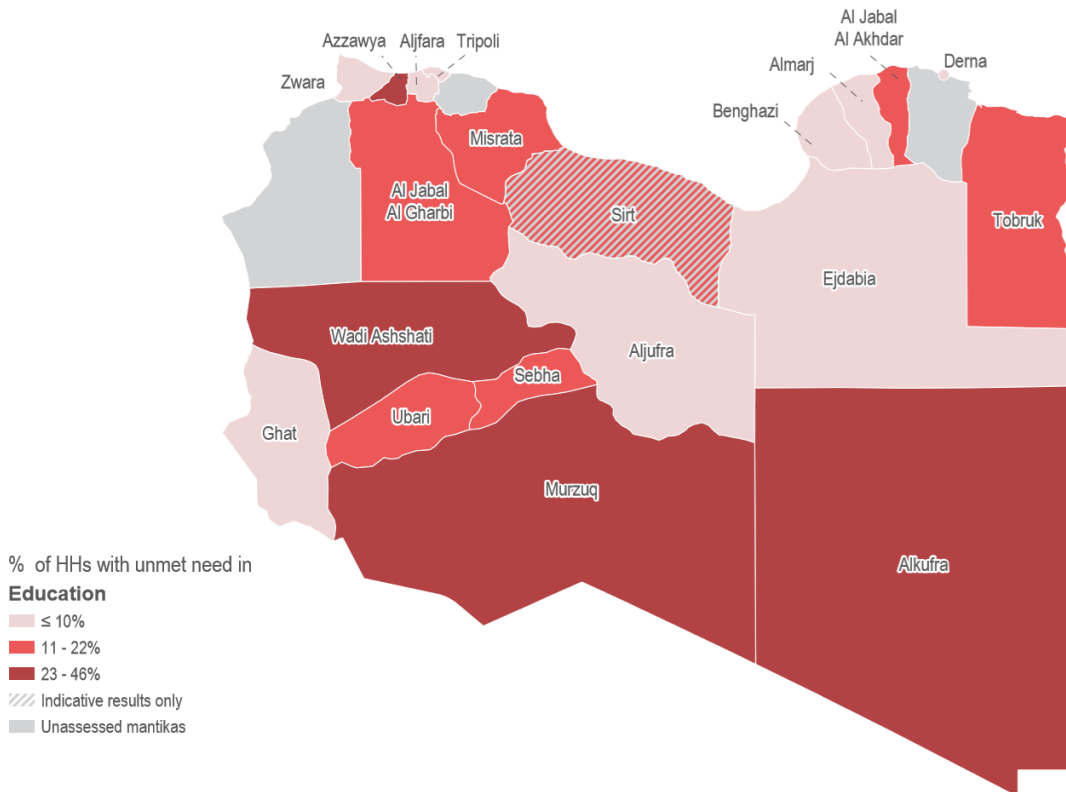 Azzawya
Aljfara
Tripoli
Zwara
Al Jabal
Al Akhdar
Derna
Almarj
Benghazi
Misrata
Al Jabal
Al Gharbi
Sirt
Tobruk
Ejdabia
Wadi Ashshati
Aljufra
Sebha
Ubari
Ghat
Murzuq
Alkufra
% of HHs with unmet need in
Education
≤ 10%
11 - 22%
23 - 46%
Indicative results only
Unassessed mantikas